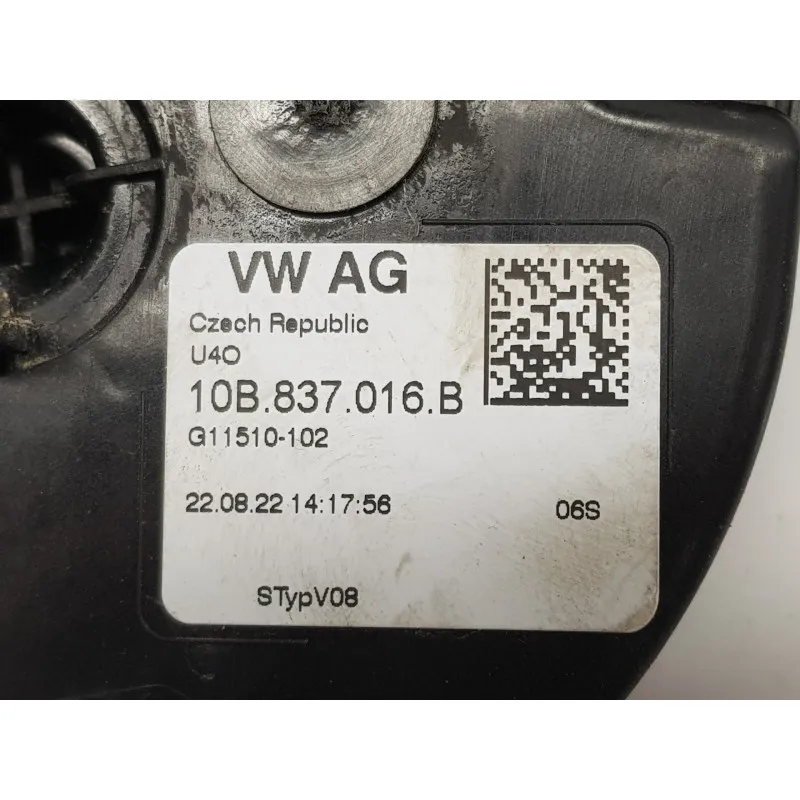 VW AG
Czech Republic
U4O
10B.837.016.B
G11510-102
22.08.22 14:17:56
06S
STypV08